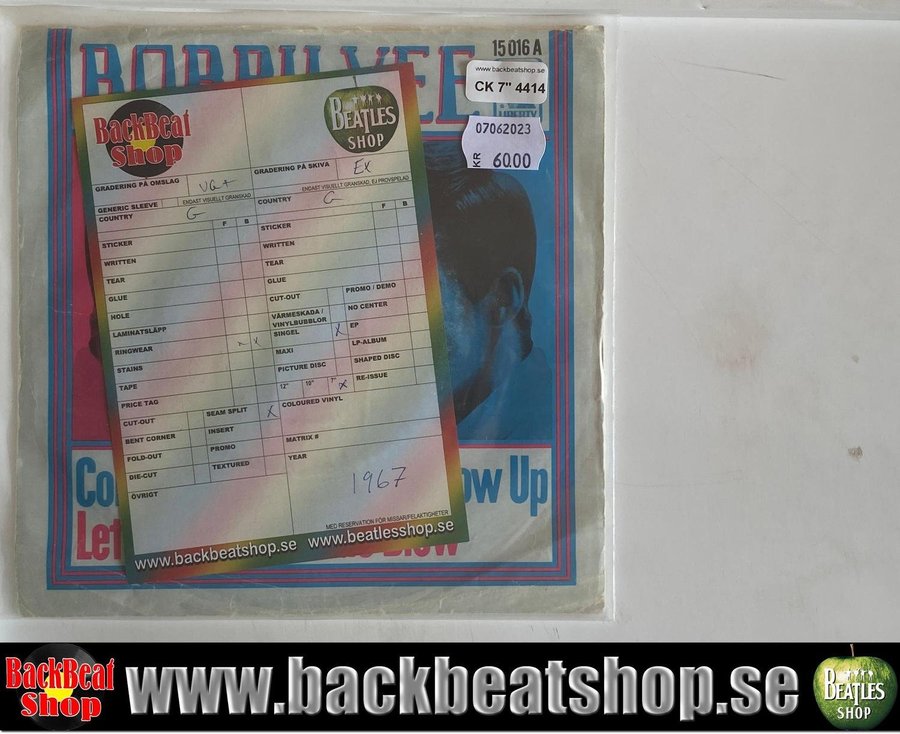 BOBBY VEE
15 016 A
www.backbeatshop.se
CK 7" 4414
LIBERTY
07062023
KR 60.00
BackBeat Shop
BEATLES SHOP
GRADERING PÅ OMSLAG VG+
GRADERING PÅ SKIVA EX
ENDAST VISUELLT GRANSKAD
ENDAST VISUELLT GRANSKAD, EJ PROVSPELAD
GENERIC SLEEVE
COUNTRY G
COUNTRY G
F B
F B
STICKER
WRITTEN
TEAR
GLUE
HOLE
LAMINATSLÄPP
RINGWEAR
STAINS
TAPE
PRICE TAG
CUT-OUT
BENT CORNER
FOLD-OUT
DIE-CUT
ÖVRIGT
SEAM SPLIT X
INSERT
PROMO
TEXTURED
STICKER
WRITTEN
TEAR
GLUE
CUT-OUT
VÄRMESKADA /
VINYLBUBBLOR
SINGEL X
MAXI
PICTURE DISC
12" 10" 7" X
COLOURED VINYL
MATRIX #
YEAR
1967
PROMO / DEMO
NO CENTER
EP
LP-ALBUM
SHAPED DISC
RE-ISSUE
MED RESERVATION FÖR MISSAR/FELAKTIGHETER
www.backbeatshop.se www.beatlesshop.se
Co
ow Up
Let
Blow
BackBeat Shop
www.backbeatshop.se
BEATLES SHOP